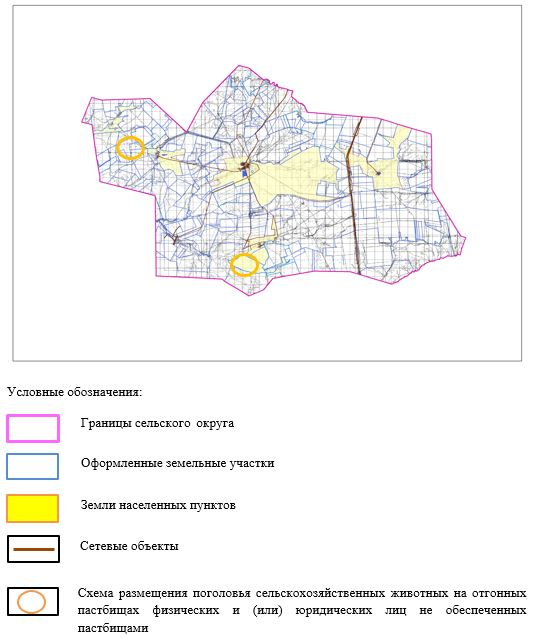 Условные обозначения:
Границы сельского округа
Оформленные земельные участки
Земли населенных пунктов
Сетевые объекты
Схема размещения поголовья сельскохозяйственных животных на отгонных
пастбищах физических и (или) юридических лиц не обеспеченных
пастбищами